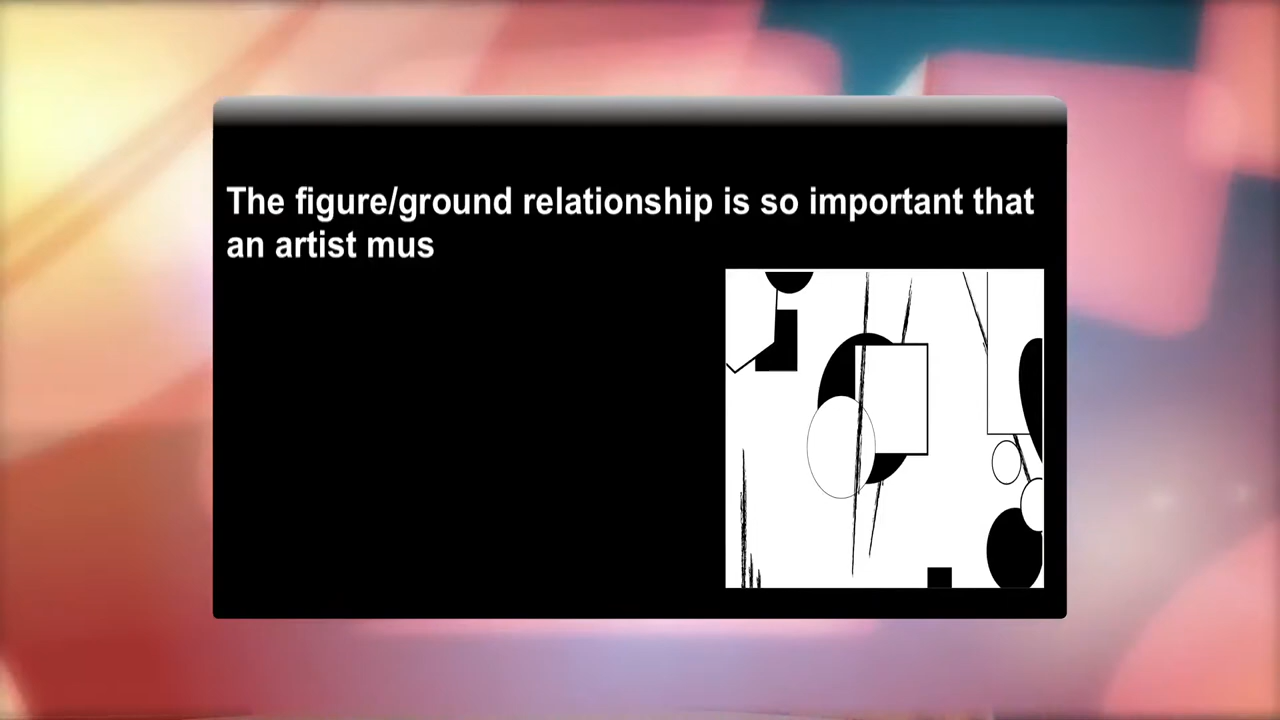 The figure/ground relationship is so important that
an artist mus